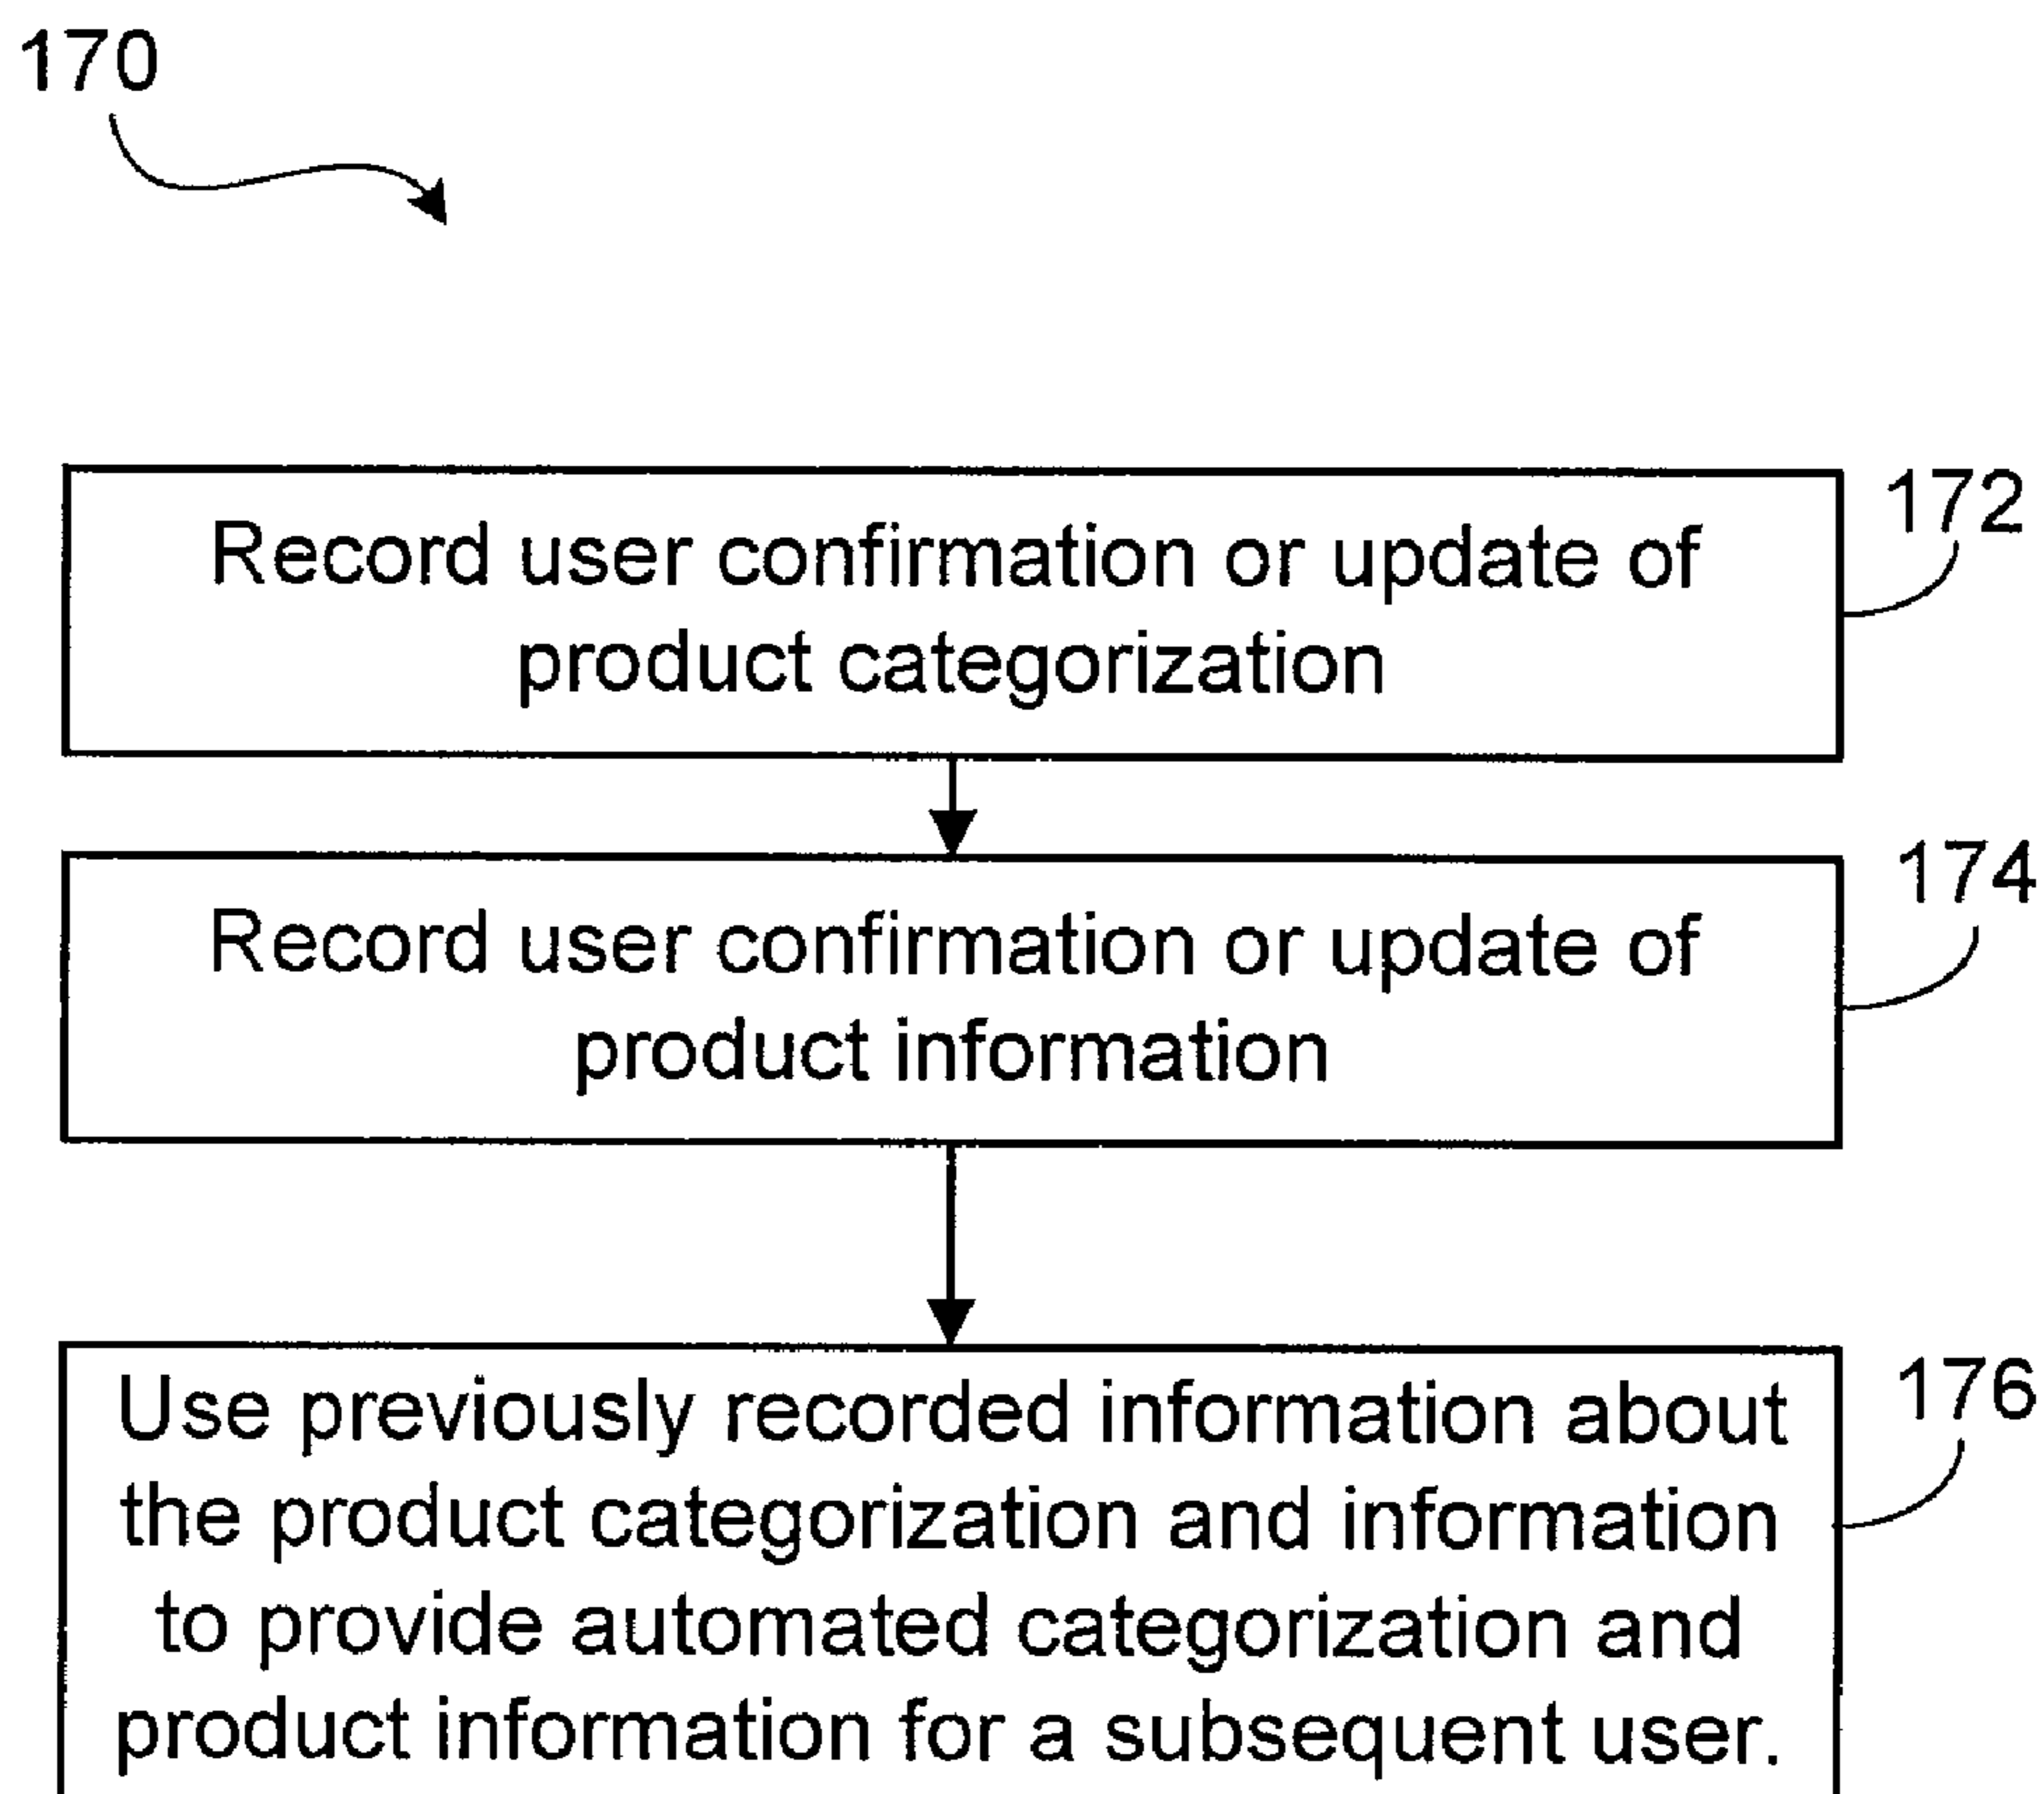 170
172
Record user confirmation or update of
product categorization
174
Record user confirmation or update of
product information
176
Use previously recorded information about
the product categorization and information
to provide automated categorization and
product information for a subsequent user.